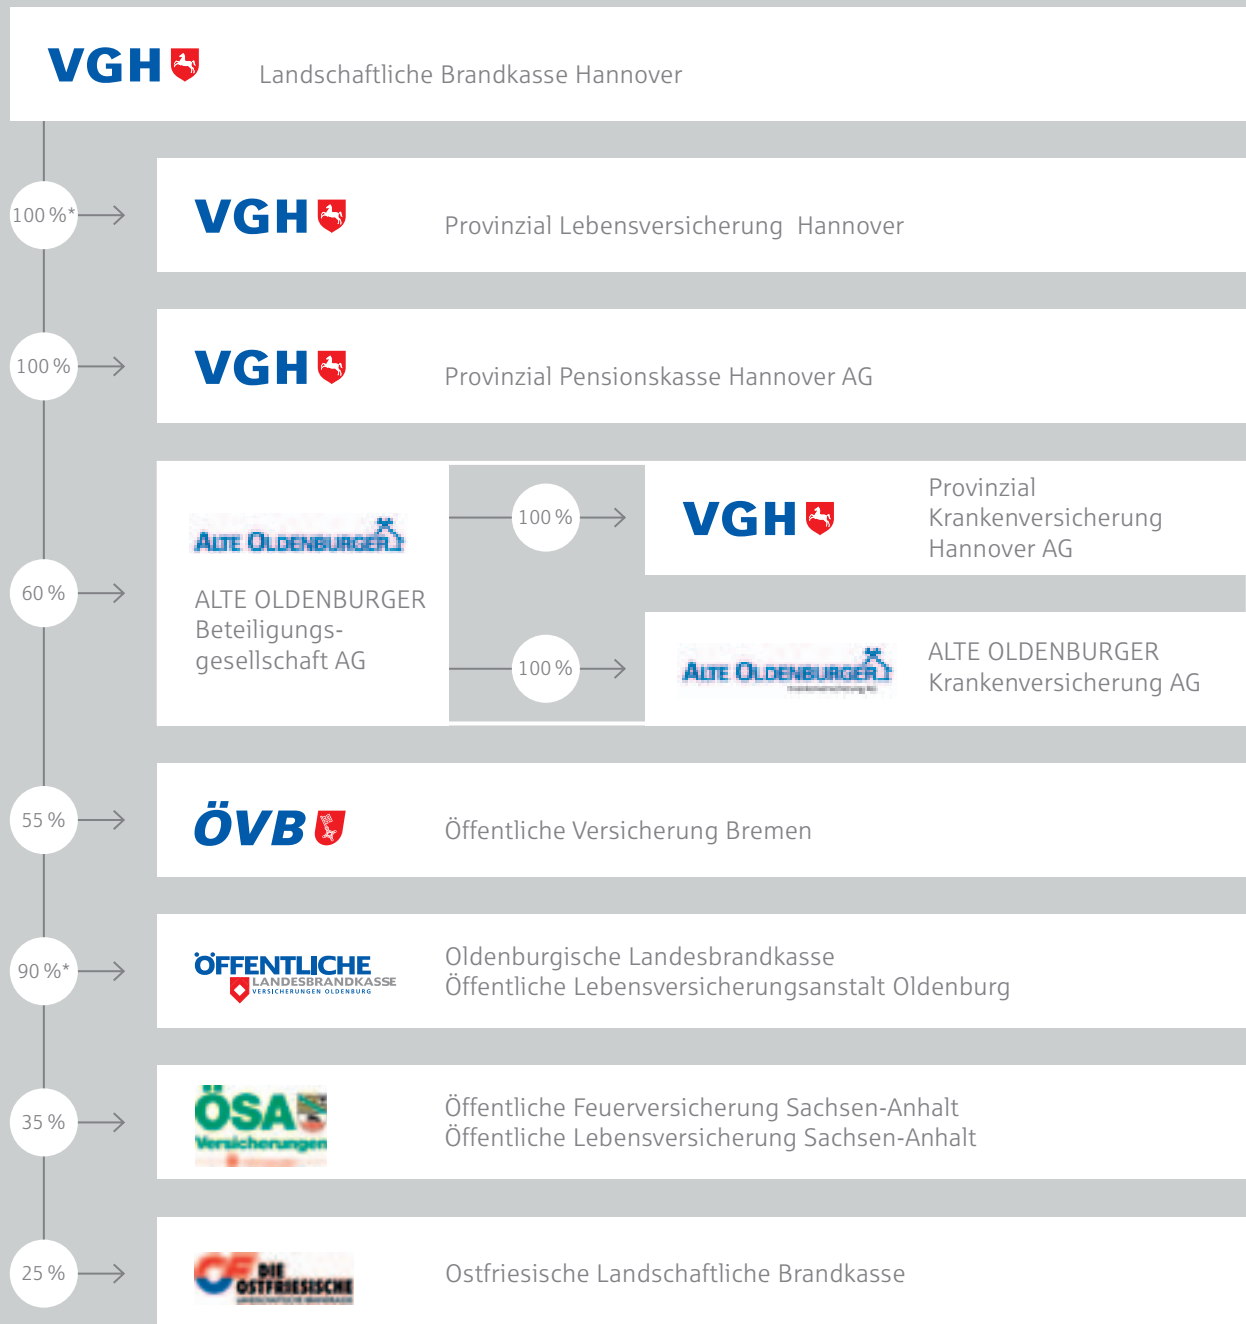 VGH
Landschaftliche Brandkasse Hannover
100 %*
VGH
Provinzial Lebensversicherung Hannover
100 %
VGH
Provinzial Pensionskasse Hannover AG
60 %
ALTE OLDENBURGER
ALTE OLDENBURGER
Beteiligungs-
gesellschaft AG
100 %
VGH
Provinzial
Krankenversicherung
Hannover AG
100 %
ALTE OLDENBURGER
ALTE OLDENBURGER
Krankenversicherung AG
55 %
ÖVB
Öffentliche Versicherung Bremen
90 %*
ÖFFENTLICHE
LANDESBRANDKASSE
VERSICHERUNGEN OLDENBURG
Oldenburgische Landesbrandkasse
Öffentliche Lebensversicherungsanstalt Oldenburg
35 %
ÖSA
Versicherungen
Öffentliche Feuerversicherung Sachsen-Anhalt
Öffentliche Lebensversicherung Sachsen-Anhalt
25 %
DIE
OSTFRIESISCHE
LANDSCHAFTLICHE BRANDKASSE
Ostfriesische Landschaftliche Brandkasse